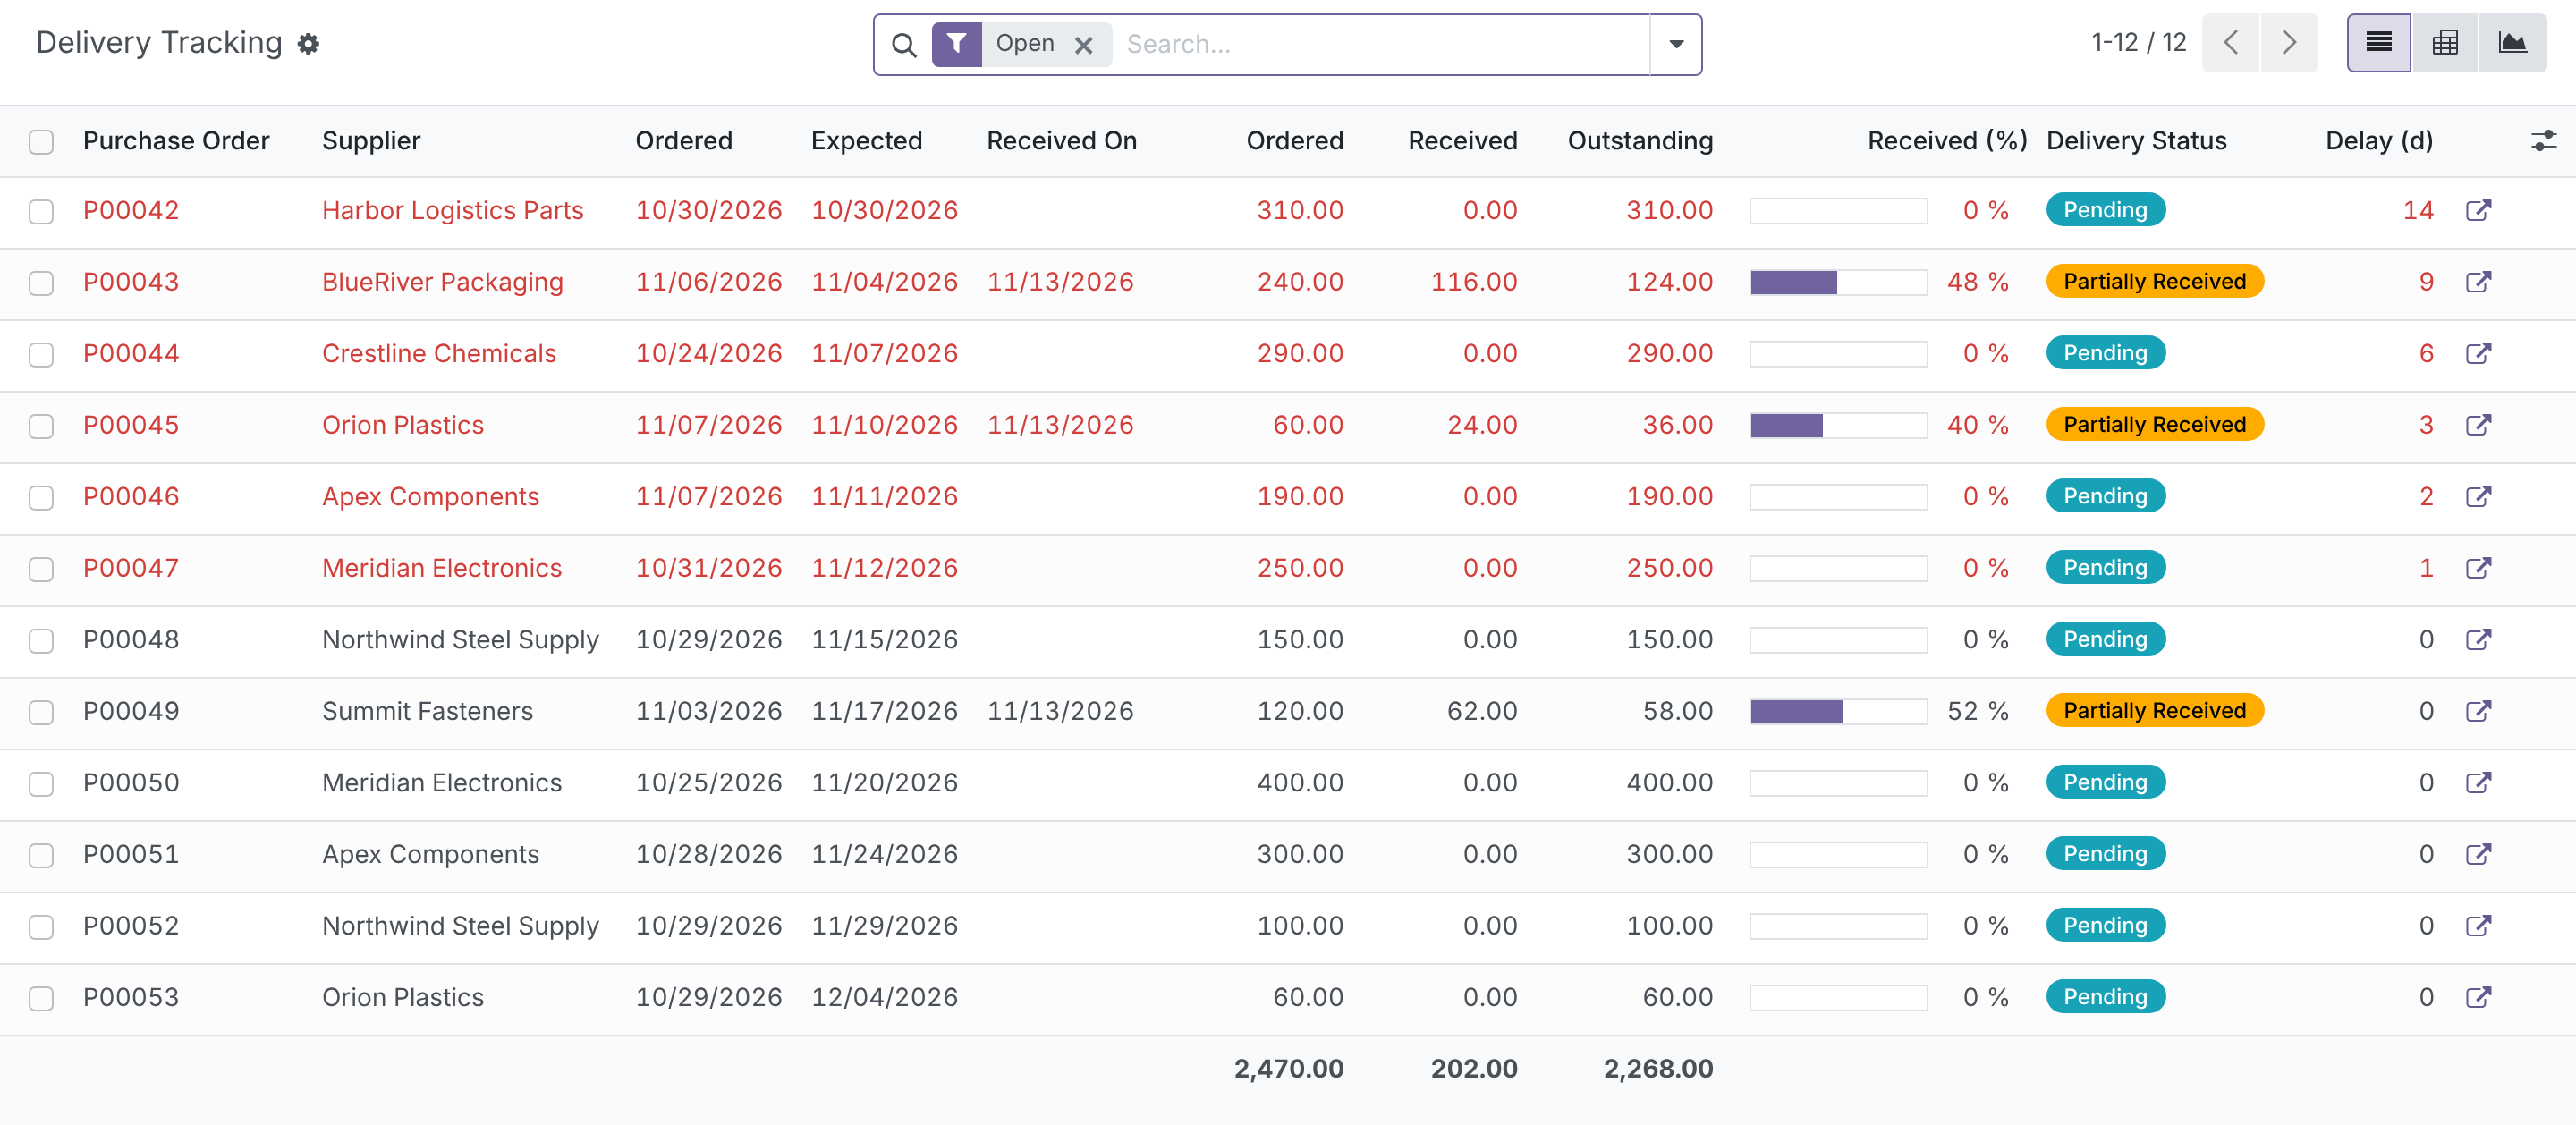 Delivery Tracking
Open
Search...
1-12 / 12
Purchase Order Supplier Ordered Expected Received On Ordered Received Outstanding Received (%) Delivery Status Delay (d)
P00042 Harbor Logistics Parts 10/30/2026 10/30/2026 310.00 0.00 310.00 0 % Pending 14
P00043 BlueRiver Packaging 11/06/2026 11/04/2026 11/13/2026 240.00 116.00 124.00 48 % Partially Received 9
P00044 Crestline Chemicals 10/24/2026 11/07/2026 290.00 0.00 290.00 0 % Pending 6
P00045 Orion Plastics 11/07/2026 11/10/2026 11/13/2026 60.00 24.00 36.00 40 % Partially Received 3
P00046 Apex Components 11/07/2026 11/11/2026 190.00 0.00 190.00 0 % Pending 2
P00047 Meridian Electronics 10/31/2026 11/12/2026 250.00 0.00 250.00 0 % Pending 1
P00048 Northwind Steel Supply 10/29/2026 11/15/2026 150.00 0.00 150.00 0 % Pending 0
P00049 Summit Fasteners 11/03/2026 11/17/2026 11/13/2026 120.00 62.00 58.00 52 % Partially Received 0
P00050 Meridian Electronics 10/25/2026 11/20/2026 400.00 0.00 400.00 0 % Pending 0
P00051 Apex Components 10/28/2026 11/24/2026 300.00 0.00 300.00 0 % Pending 0
P00052 Northwind Steel Supply 10/29/2026 11/29/2026 100.00 0.00 100.00 0 % Pending 0
P00053 Orion Plastics 10/29/2026 12/04/2026 60.00 0.00 60.00 0 % Pending 0
2,470.00 202.00 2,268.00